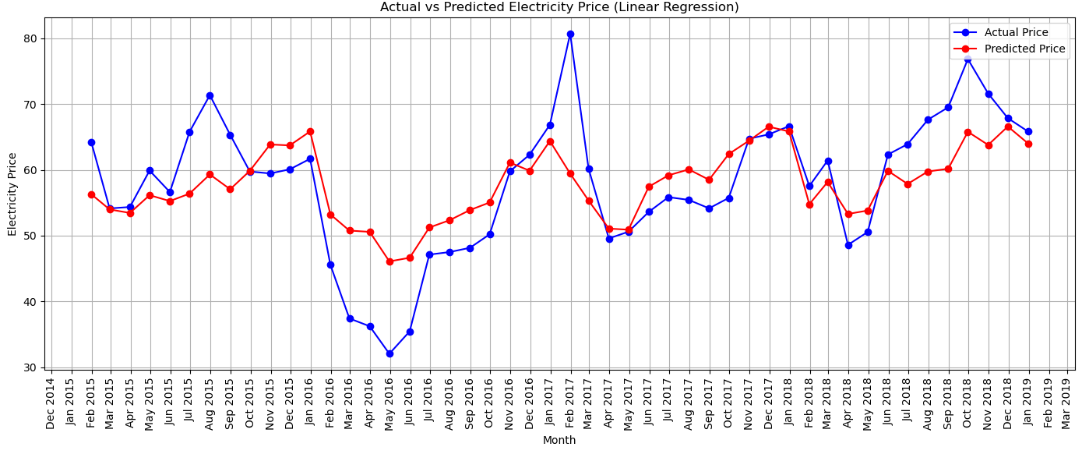 Actual vs Predicted Electricity Price (Linear Regression)
Actual Price
Predicted Price
Electricity Price
80
70
60
50
40
30
Dec 2014
Jan 2015
Feb 2015
Mar 2015
Apr 2015
May 2015
Jun 2015
Jul 2015
Aug 2015
Sep 2015
Oct 2015
Nov 2015
Dec 2015
Jan 2016
Feb 2016
Mar 2016
Apr 2016
May 2016
Jun 2016
Jul 2016
Aug 2016
Sep 2016
Oct 2016
Nov 2016
Dec 2016
Jan 2017
Feb 2017
Mar 2017
Apr 2017
May 2017
Jun 2017
Jul 2017
Aug 2017
Sep 2017
Oct 2017
Nov 2017
Dec 2017
Jan 2018
Feb 2018
Mar 2018
Apr 2018
May 2018
Jun 2018
Jul 2018
Aug 2018
Sep 2018
Oct 2018
Nov 2018
Dec 2018
Jan 2019
Feb 2019
Mar 2019
Month